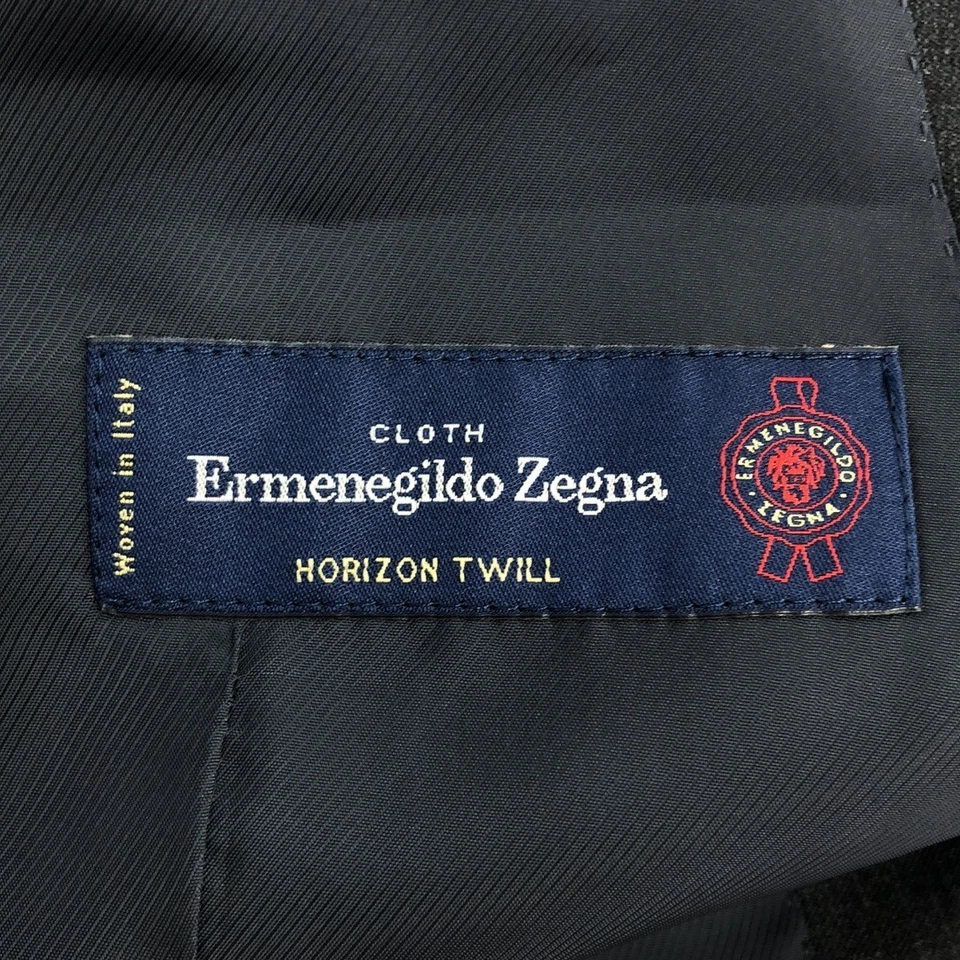 Woven in Italy
CLOTH
Ermenegildo Zegna
HORIZON TWILL
ERMENEGILDO
ZEGNA